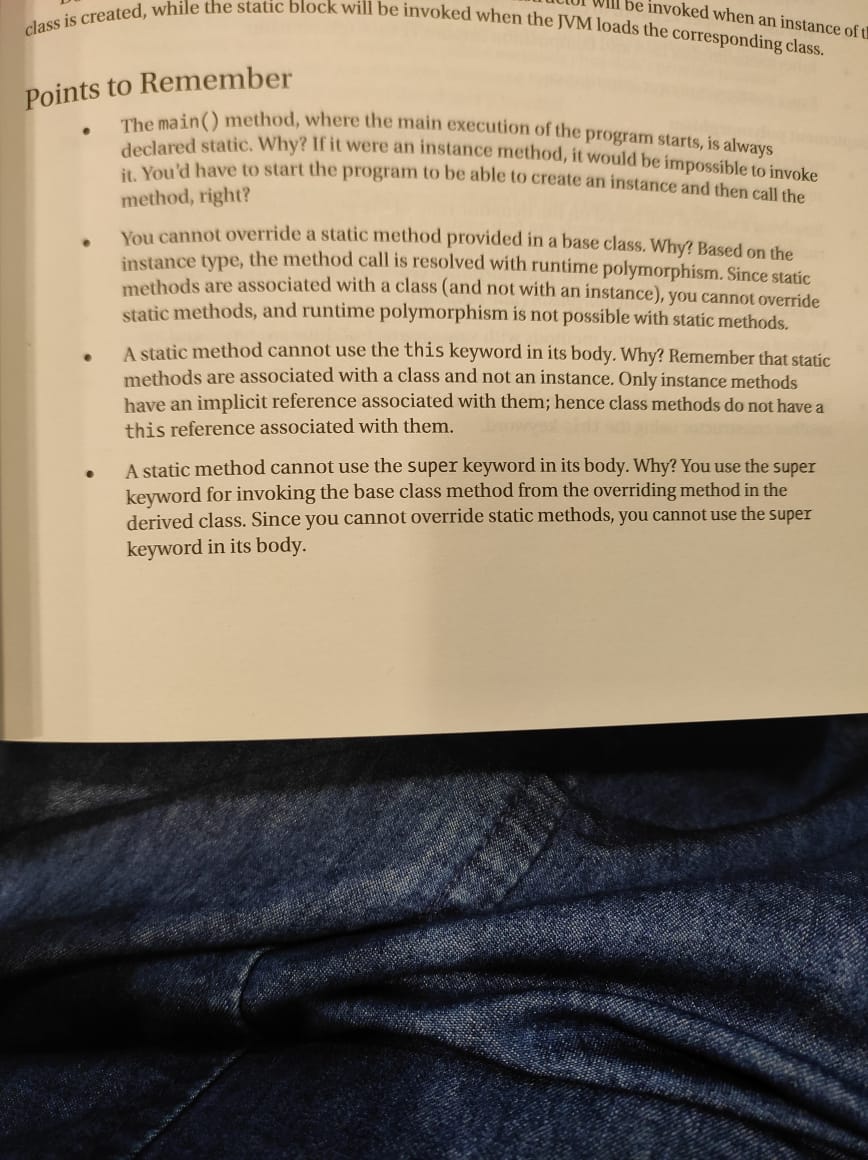 will be invoked when an instance of
class is created, while the static block will be invoked when the JVM loads the corresponding class.
Points to Remember
• The main() method, where the main execution of the program starts, is always
declared static. Why? If it were an instance method, it would be impossible to invoke
it. You'd have to start the program to be able to create an instance and then call the
method, right?
• You cannot override a static method provided in a base class. Why? Based on the
instance type, the method call is resolved with runtime polymorphism. Since static
methods are associated with a class (and not with an instance), you cannot override
static methods, and runtime polymorphism is not possible with static methods.
• A static method cannot use the this keyword in its body. Why? Remember that static
methods are associated with a class and not an instance. Only instance methods
have an implicit reference associated with them; hence class methods do not have a
this reference associated with them.
• A static method cannot use the super keyword in its body. Why? You use the super
keyword for invoking the base class method from the overriding method in the
derived class. Since you cannot override static methods, you cannot use the super
keyword in its body.